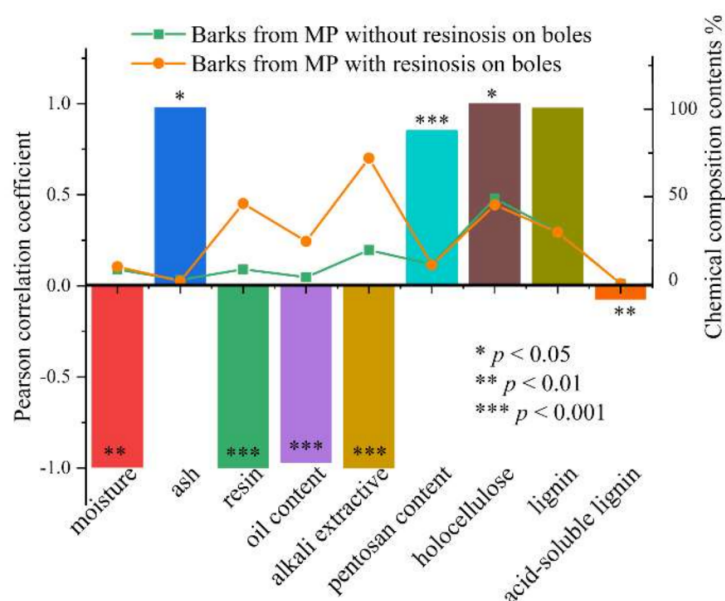 Barks from MP without resinosis on boles
Barks from MP with resinosis on boles
Pearson correlation coefficient
1.0
0.5
0.0
-0.5
-1.0
Chemical composition contents %
100
50
0
*
***
*
**
***
***
***
**
* p < 0.05
** p < 0.01
*** p < 0.001
moisture
ash
resin
oil content
alkali extractive
pentosan content
holocellulose
lignin
acid-soluble lignin